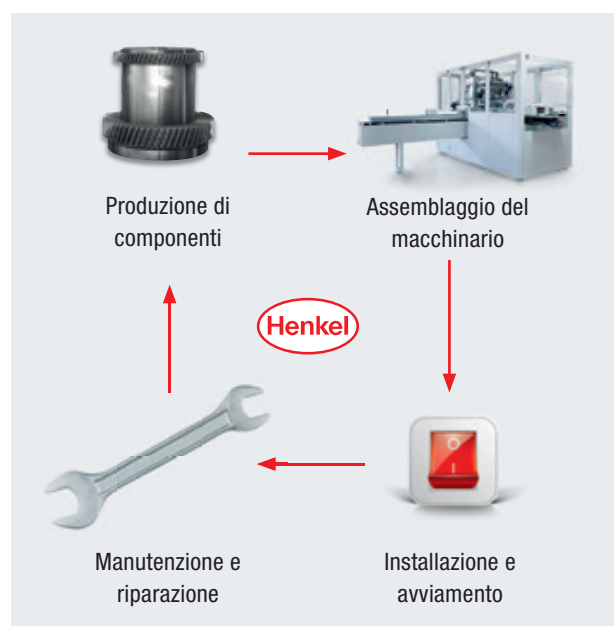 Produzione di
componenti
Assemblaggio del
macchinario
Henkel
Manutenzione e
riparazione
Installazione e
avviamento